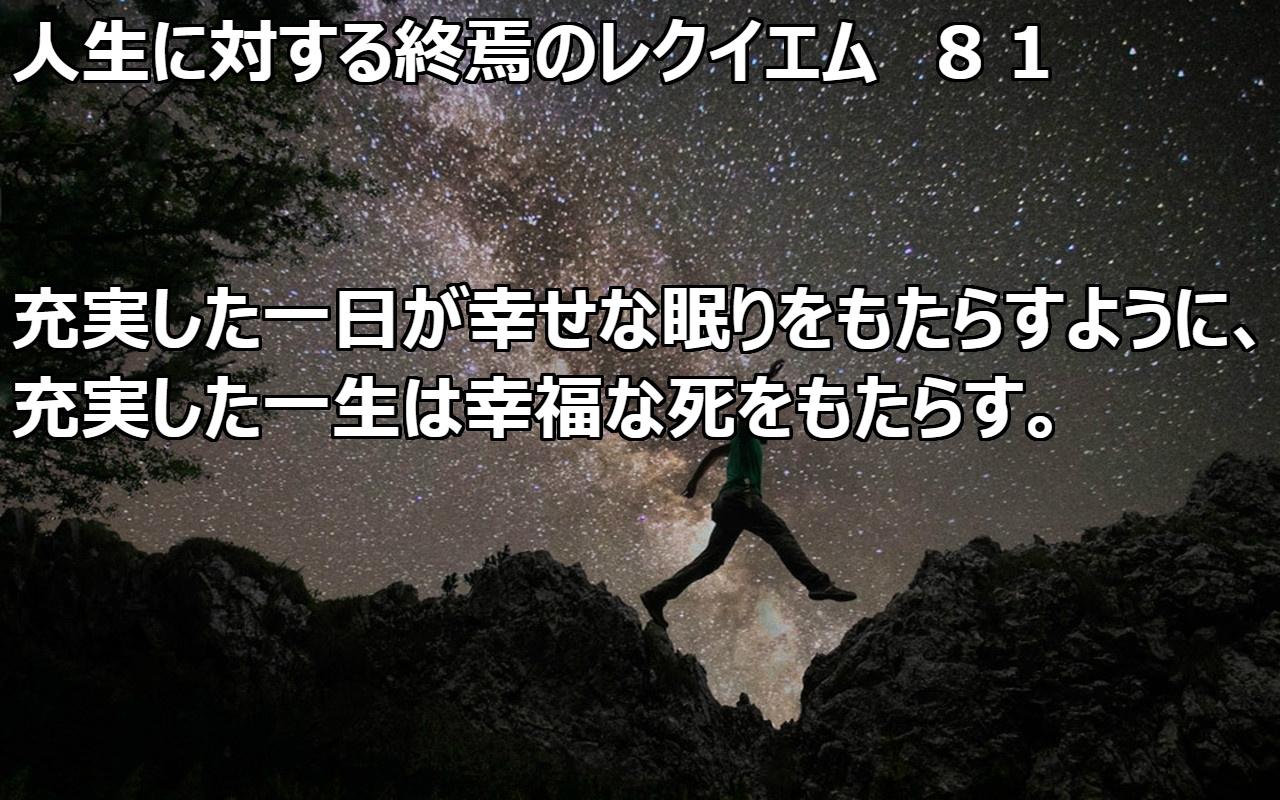 人生に対する終焉のレクイエム　８１
充実した一日が幸せな眠りをもたらすように、
充実した一生は幸福な死をもたらす。